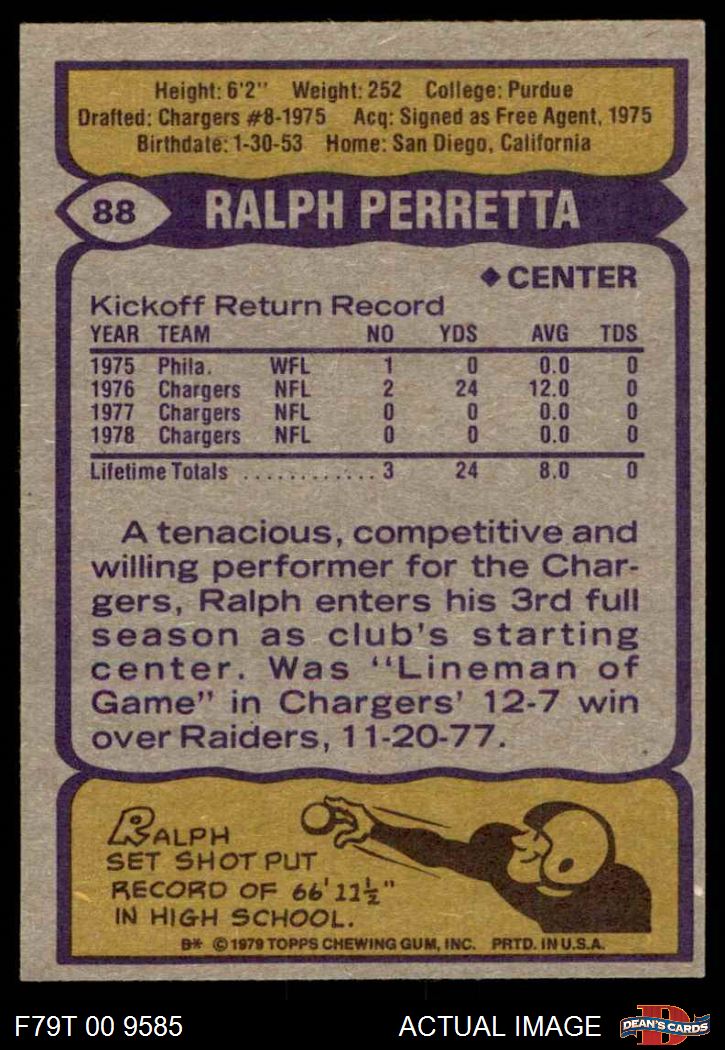 Height: 6'2" Weight: 252 College: Purdue
Drafted: Chargers #8-1975 Acq: Signed as Free Agent, 1975
Birthdate: 1-30-53 Home: San Diego, California
88 RALPH PERRETTA
◆ CENTER
Kickoff Return Record
YEAR TEAM NO YDS AVG TDS
1975 Phila. WFL 1 0 0.0 0
1976 Chargers NFL 2 24 12.0 0
1977 Chargers NFL 0 0 0.0 0
1978 Chargers NFL 0 0 0.0 0
Lifetime Totals ............ 3 24 8.0 0
A tenacious, competitive and
willing performer for the Char-
gers, Ralph enters his 3rd full
season as club's starting
center. Was "Lineman of
Game" in Chargers' 12-7 win
over Raiders, 11-20-77.
RALPH
SET SHOT PUT
RECORD OF 66' 11½"
IN HIGH SCHOOL.
B* © 1979 TOPPS CHEWING GUM, INC. PRTD. IN U.S.A.
F79T 00 9585 ACTUAL IMAGE D DEAN'S CARDS